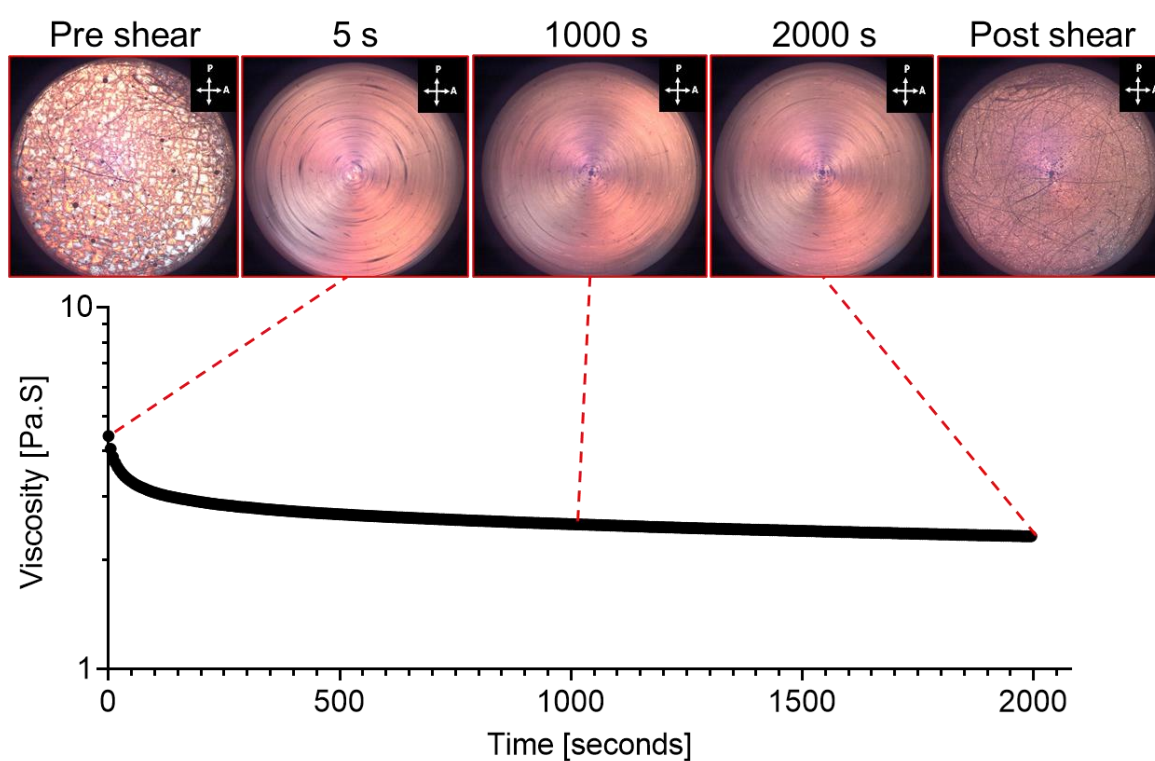 Pre shear
5 s
1000 s
2000 s
Post shear
P
A
P
A
P
A
P
A
P
A
10
1
Viscosity [Pa.S]
0
500
1000
1500
2000
Time [seconds]